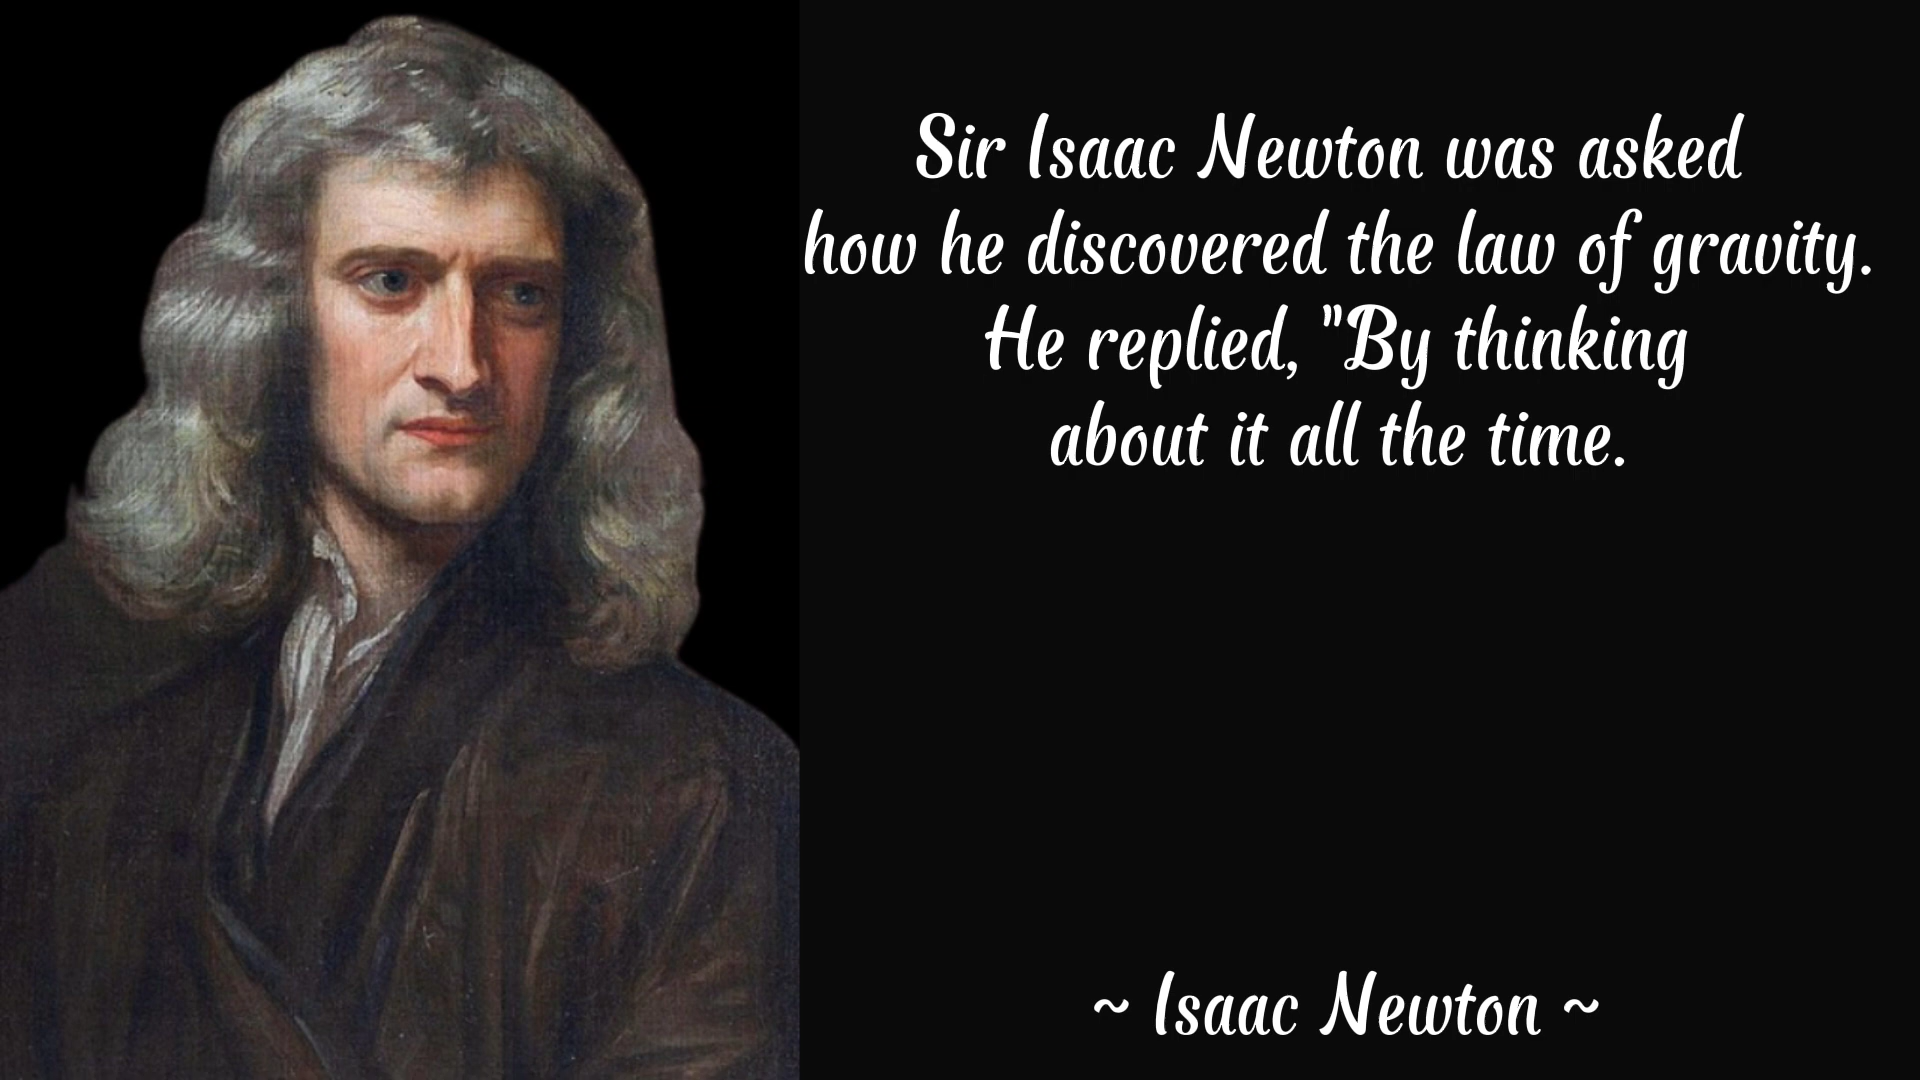 Sir Isaac Newton was asked
how he discovered the law of gravity.
He replied, "By thinking
about it all the time.
~ Isaac Newton ~